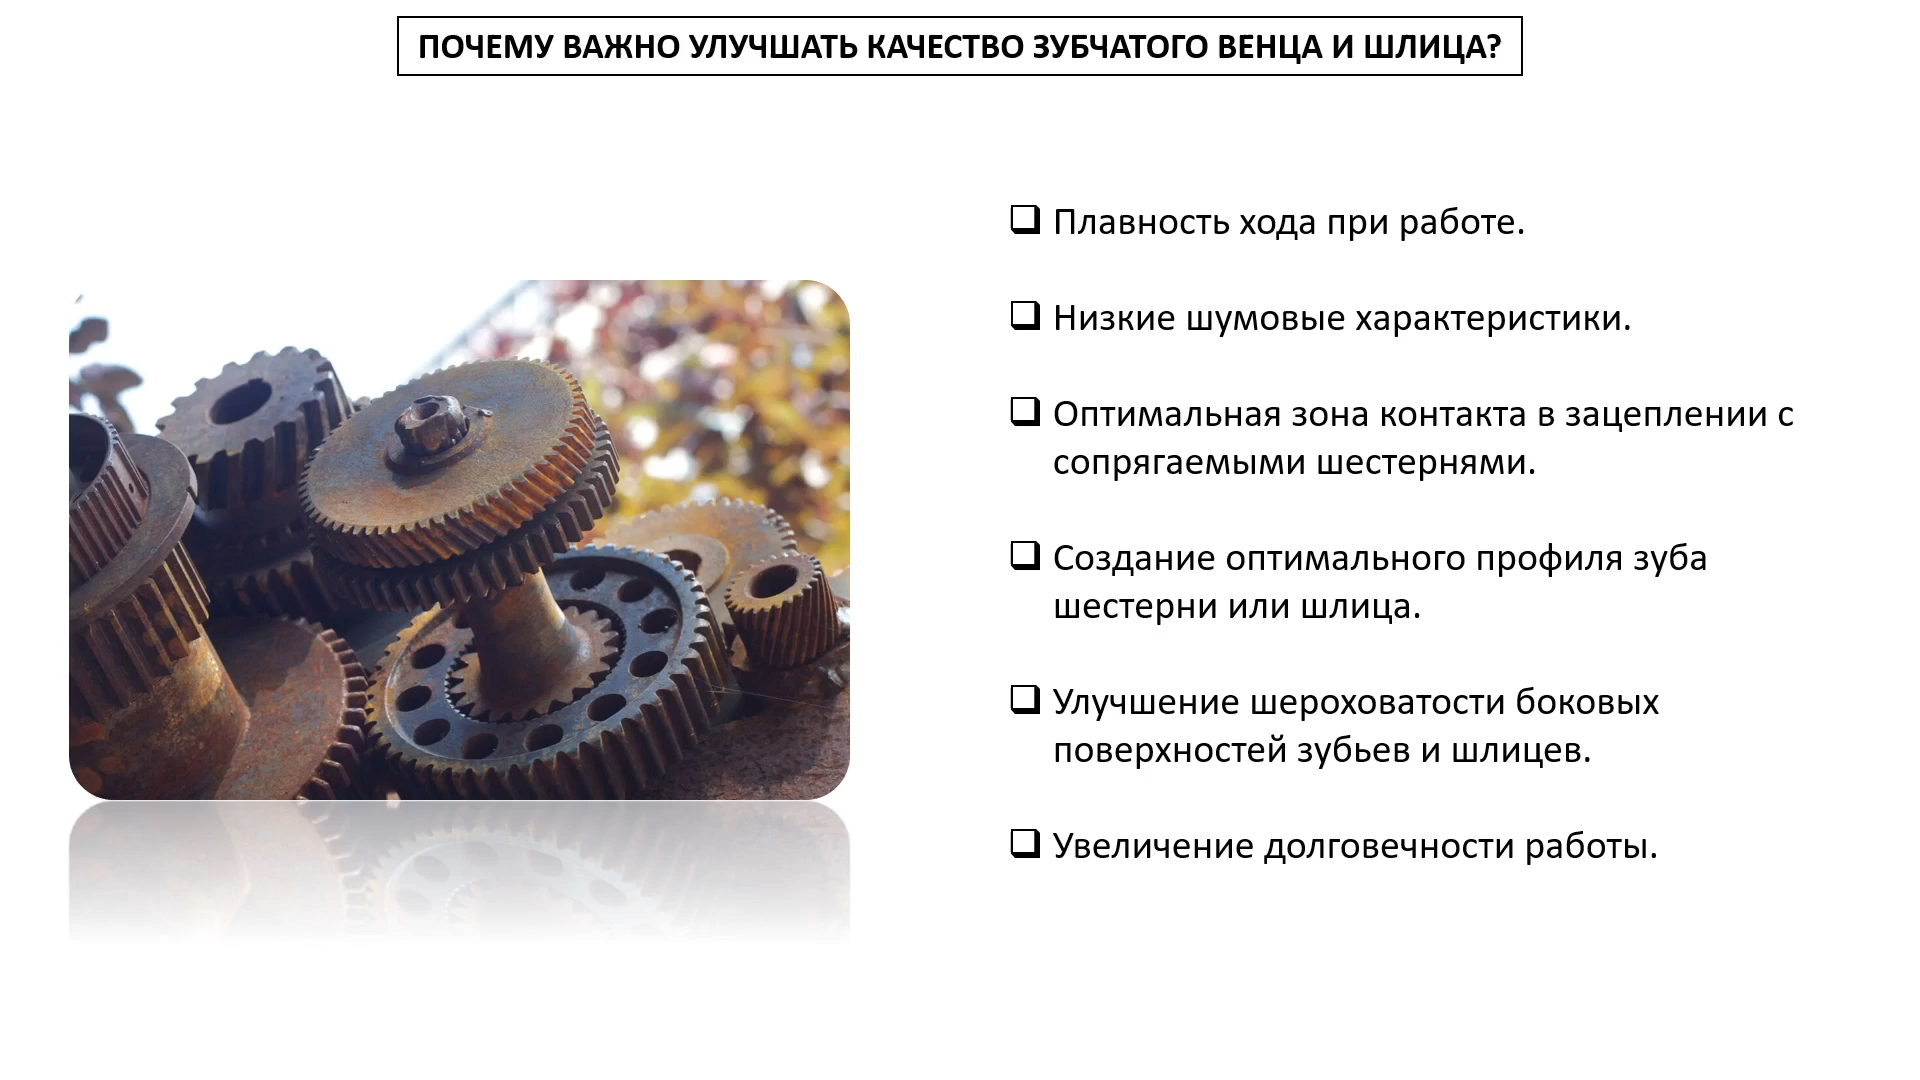 ПОЧЕМУ ВАЖНО УЛУЧШАТЬ КАЧЕСТВО ЗУБЧАТОГО ВЕНЦА И ШЛИЦА?
Плавность хода при работе.
Низкие шумовые характеристики.
Оптимальная зона контакта в зацеплении с
сопрягаемыми шестернями.
Создание оптимального профиля зуба
шестерни или шлица.
Улучшение шероховатости боковых
поверхностей зубьев и шлицев.
Увеличение долговечности работы.